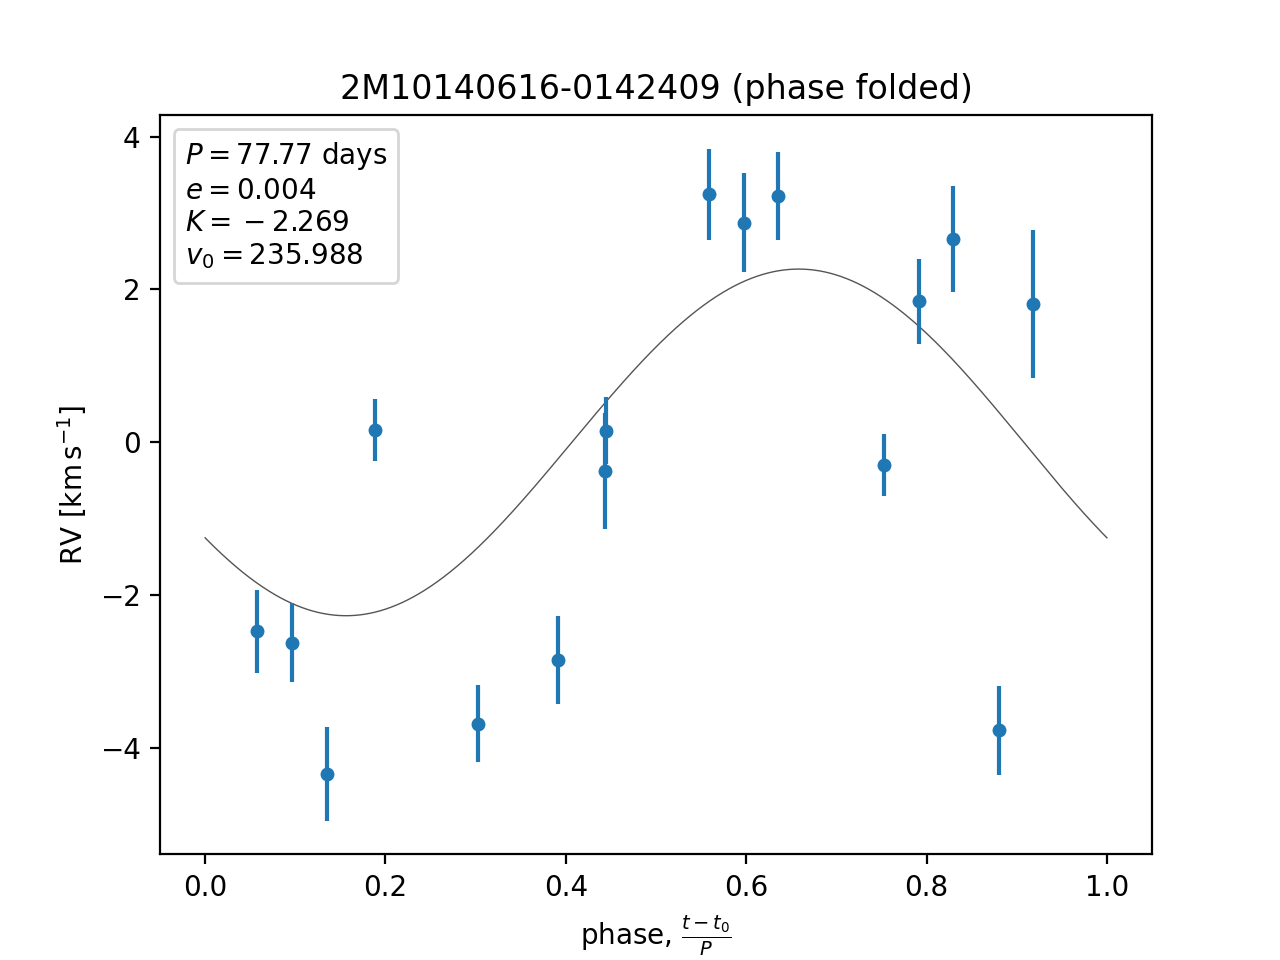 2M10140616-0142409 (phase folded)
P = 77.77 days
e = 0.004
K = −2.269
v₀ = 235.988
4
2
0
−2
−4
RV [km s⁻¹]
0.0 0.2 0.4 0.6 0.8 1.0
phase, (t − t₀)/P